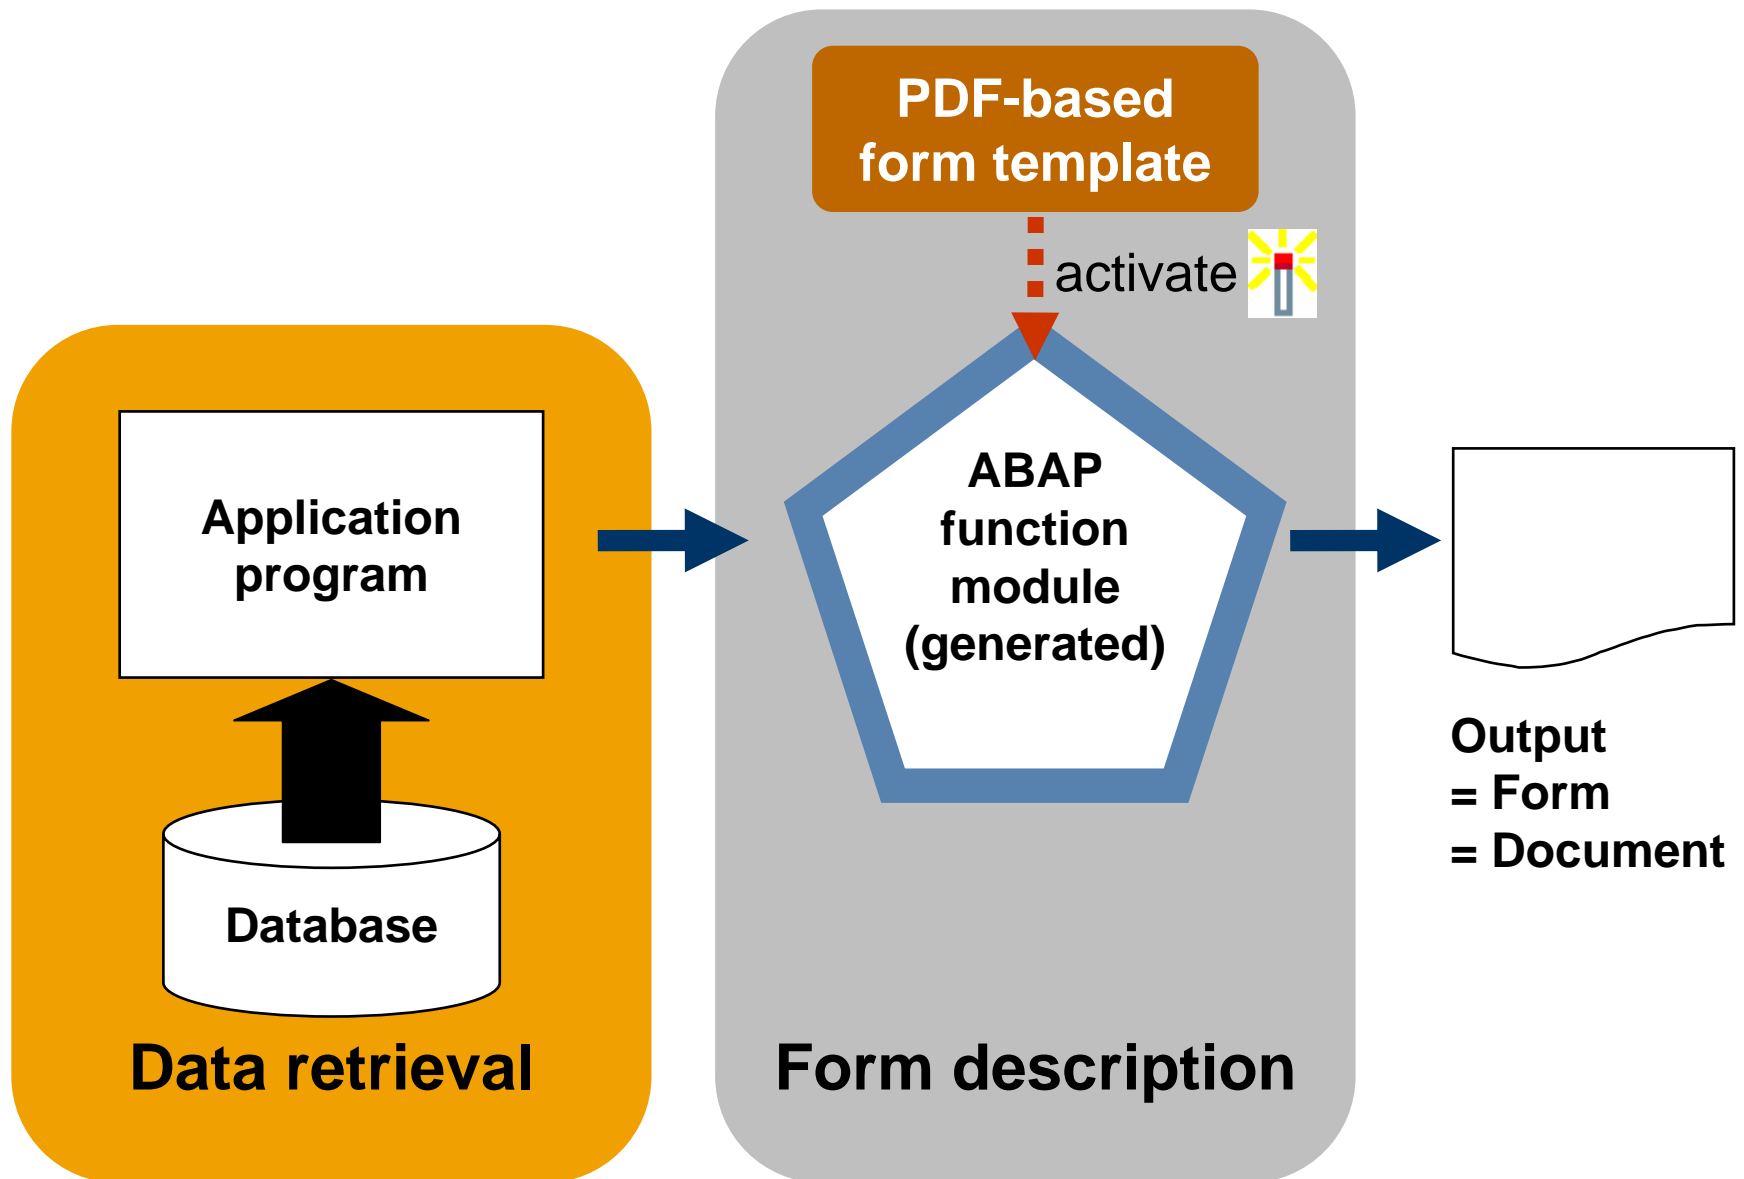 PDF-based
form template
activate
Application
program
ABAP
function
module
(generated)
Database
Output
= Form
= Document
Data retrieval
Form description